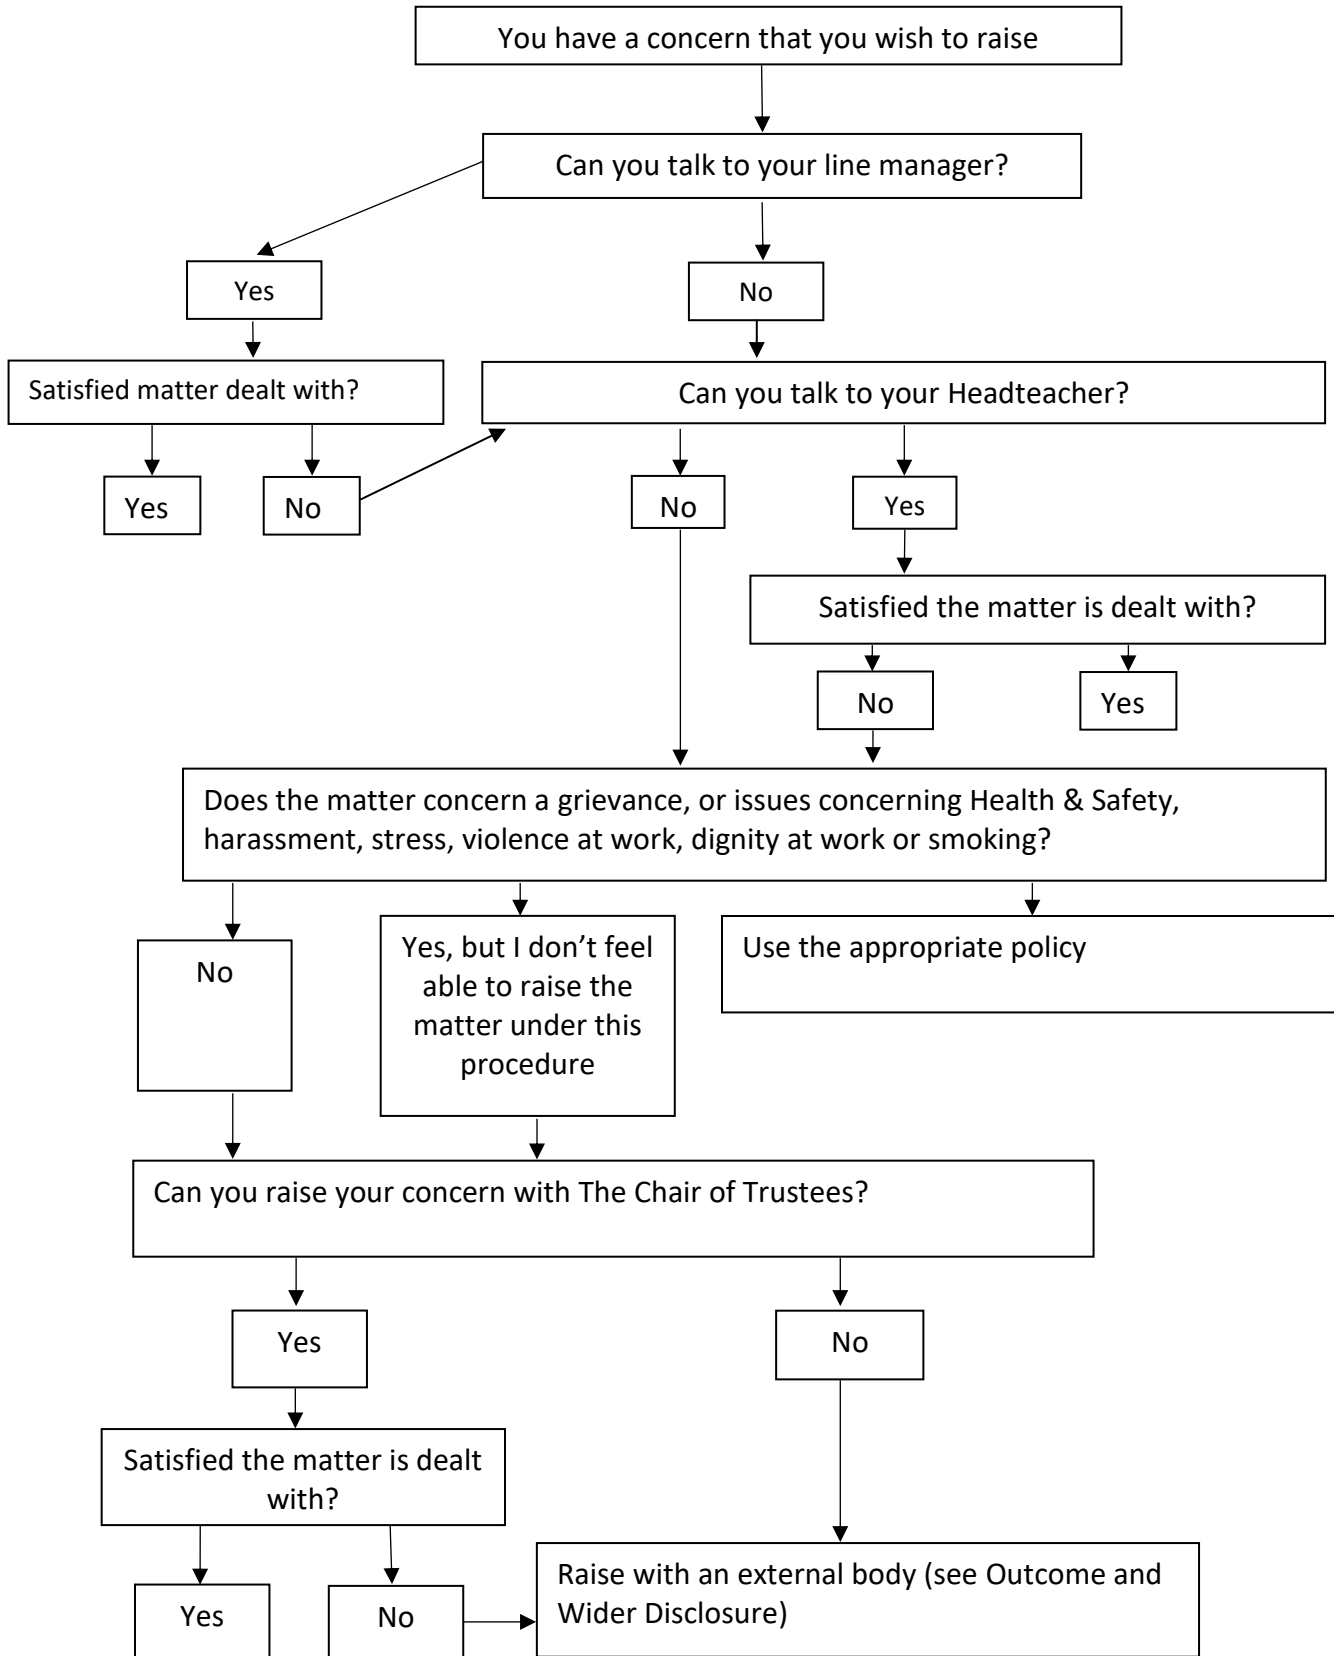 You have a concern that you wish to raise
Can you talk to your line manager?
Yes
No
Satisfied matter dealt with?
Can you talk to your Headteacher?
Yes
No
No
Yes
Satisfied the matter is dealt with?
No
Yes
Does the matter concern a grievance, or issues concerning Health & Safety,
harassment, stress, violence at work, dignity at work or smoking?
No
Yes, but I don’t feel
able to raise the
matter under this
procedure
Use the appropriate policy
Can you raise your concern with The Chair of Trustees?
Yes
No
Satisfied the matter is dealt
with?
Yes
No
Raise with an external body (see Outcome and
Wider Disclosure)